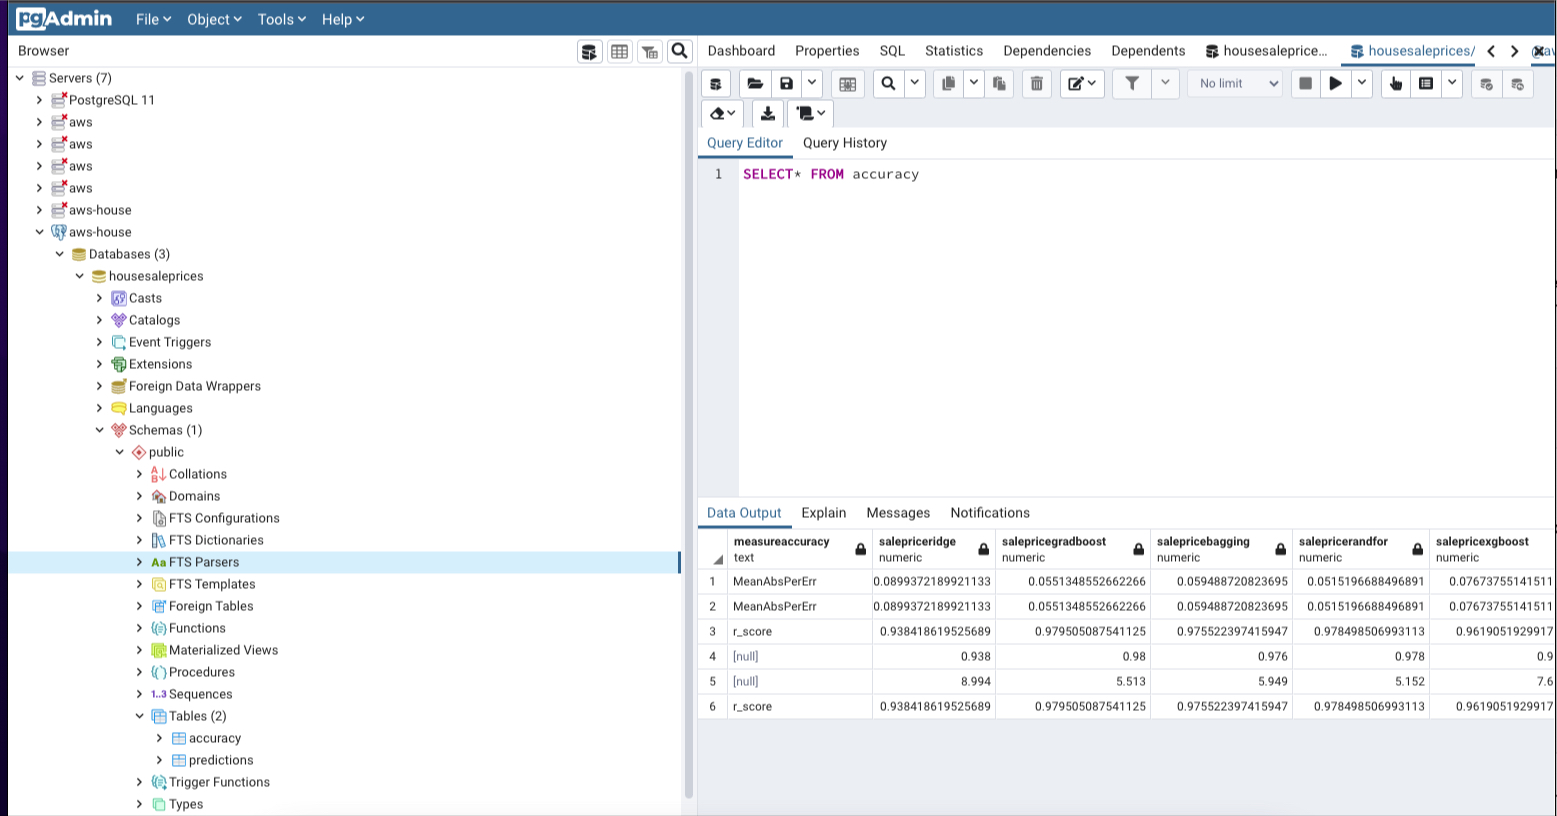 pgAdmin File Object Tools Help
Browser
Dashboard Properties SQL Statistics Dependencies Dependents housesaleprice... housesaleprices/
Servers (7)
PostgreSQL 11
aws
aws
aws
aws
aws-house
aws-house
Databases (3)
housesaleprices
Casts
Catalogs
Event Triggers
Extensions
Foreign Data Wrappers
Languages
Schemas (1)
public
Collations
Domains
FTS Configurations
FTS Dictionaries
Aa FTS Parsers
FTS Templates
Foreign Tables
Functions
Materialized Views
Procedures
1..3 Sequences
Tables (2)
accuracy
predictions
Trigger Functions
Types
No limit
Query Editor Query History
1 SELECT* FROM accuracy
Data Output Explain Messages Notifications
measureaccuracy salepriceridge salepricegradboost salepricebagging salepricerandfor salepricexgboost
text numeric numeric numeric numeric numeric
1 MeanAbsPerErr 0.0899372189921133 0.0551348552662266 0.059488720823695 0.0515196688496891 0.07673755141511
2 MeanAbsPerErr 0.0899372189921133 0.0551348552662266 0.059488720823695 0.0515196688496891 0.07673755141511
3 r_score 0.938418619525689 0.979505087541125 0.975522397415947 0.978498506993113 0.9619051929917
4 [null] 0.938 0.98 0.976 0.978 0.9
5 [null] 8.994 5.513 5.949 5.152 7.6
6 r_score 0.938418619525689 0.979505087541125 0.975522397415947 0.978498506993113 0.9619051929917